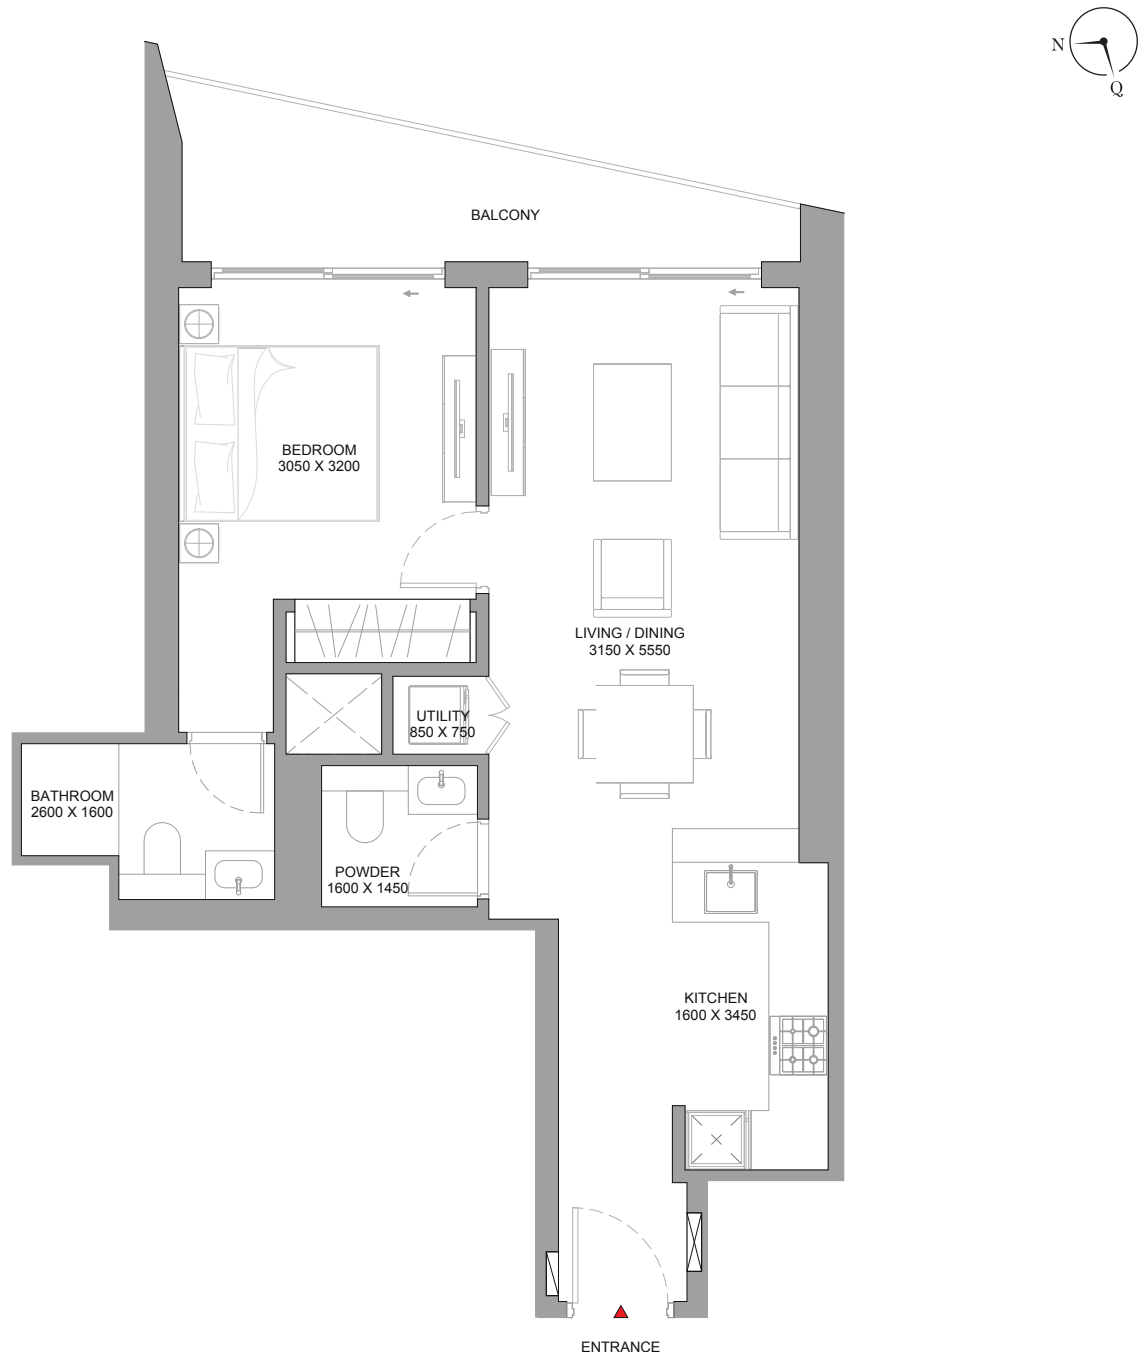 N
Q
BALCONY
BEDROOM
3050 X 3200
LIVING / DINING
3150 X 5550
UTILITY
850 X 750
BATHROOM
2600 X 1600
POWDER
1600 X 1450
KITCHEN
1600 X 3450
ENTRANCE